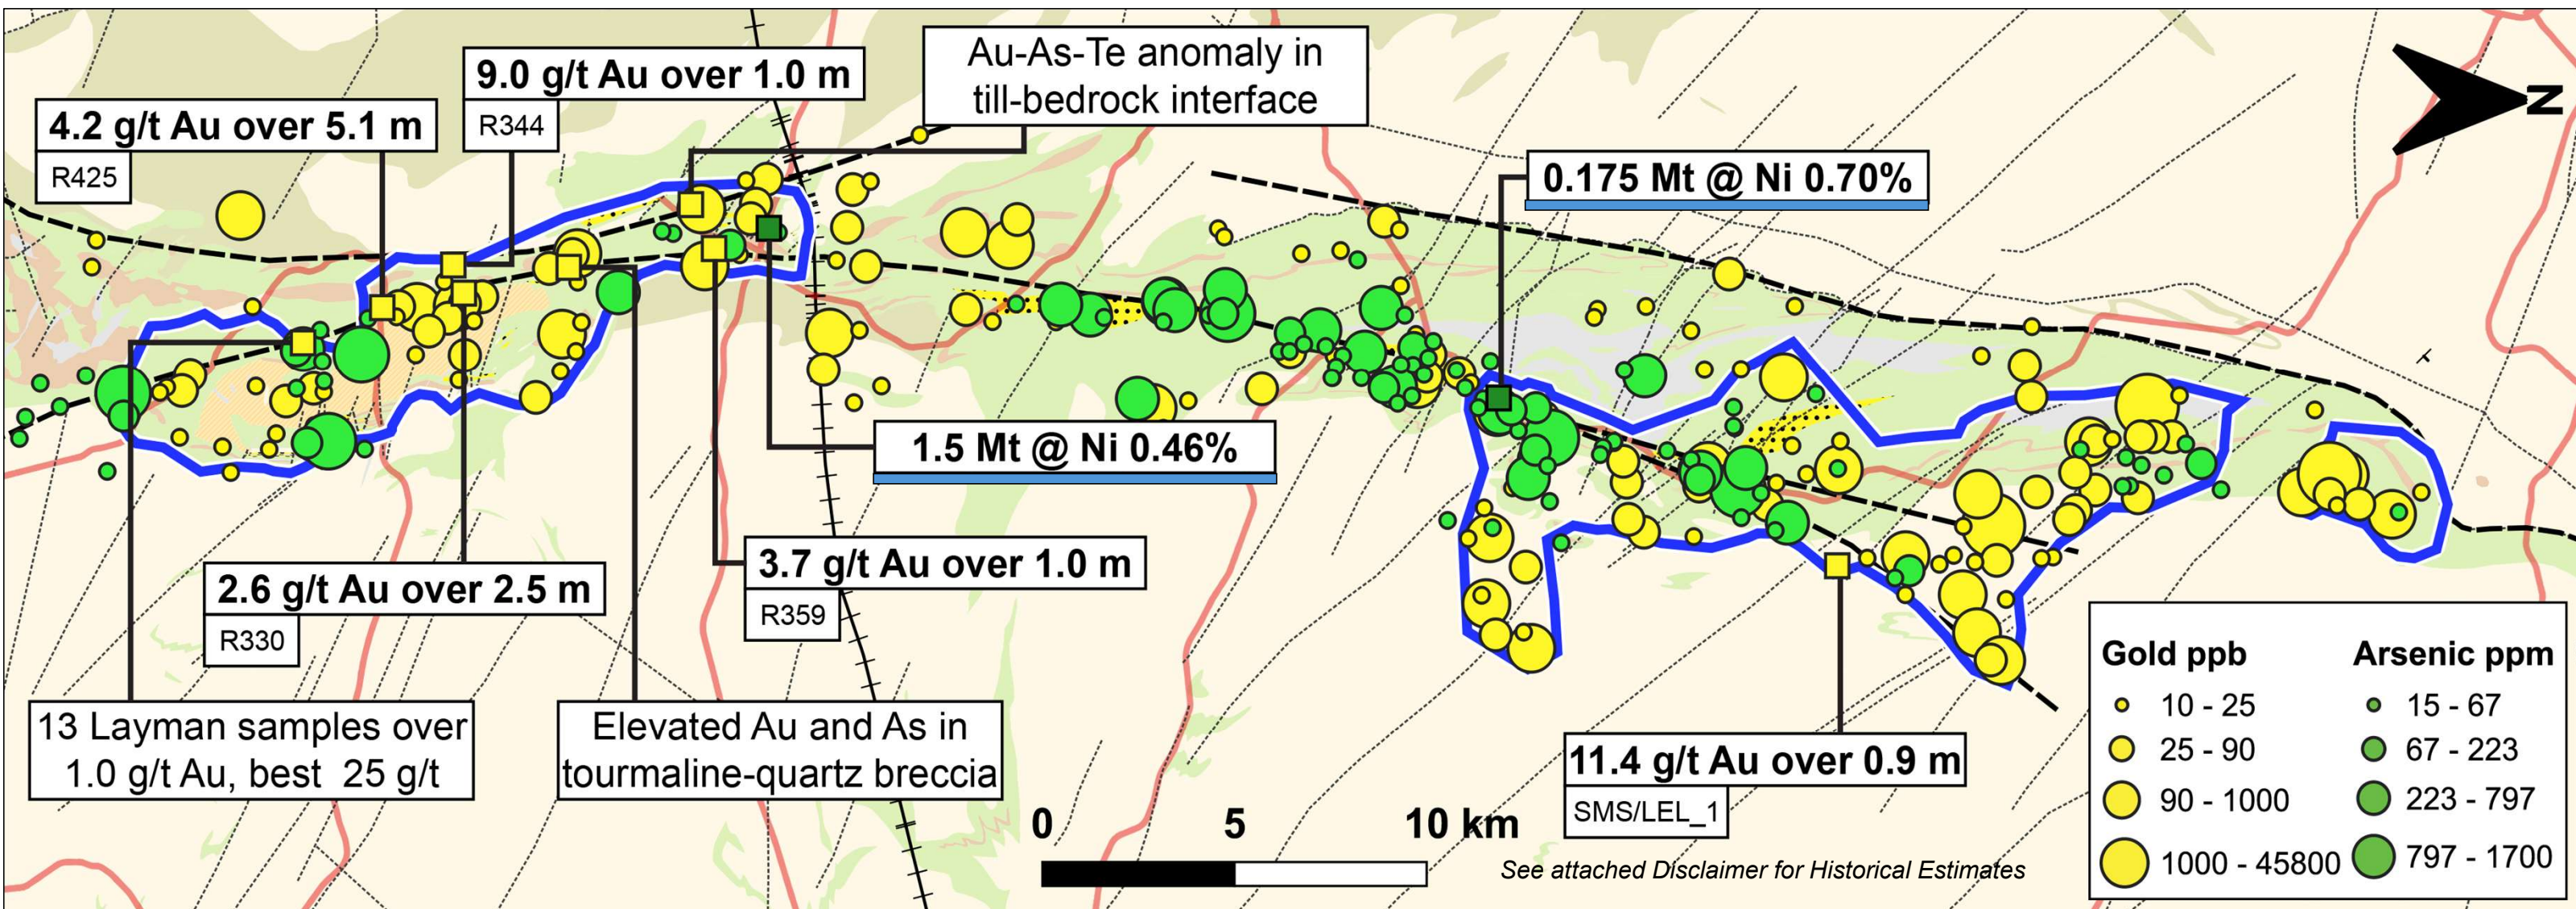 Au-As-Te anomaly in
till-bedrock interface
9.0 g/t Au over 1.0 m
R344
4.2 g/t Au over 5.1 m
R425
N
0.175 Mt @ Ni 0.70%
1.5 Mt @ Ni 0.46%
3.7 g/t Au over 1.0 m
R359
2.6 g/t Au over 2.5 m
R330
13 Layman samples over
1.0 g/t Au, best 25 g/t
Elevated Au and As in
tourmaline-quartz breccia
11.4 g/t Au over 0.9 m
SMS/LEL_1
0 5 10 km
See attached Disclaimer for Historical Estimates
Gold ppb Arsenic ppm
10 - 25 15 - 67
25 - 90 67 - 223
90 - 1000 223 - 797
1000 - 45800 797 - 1700